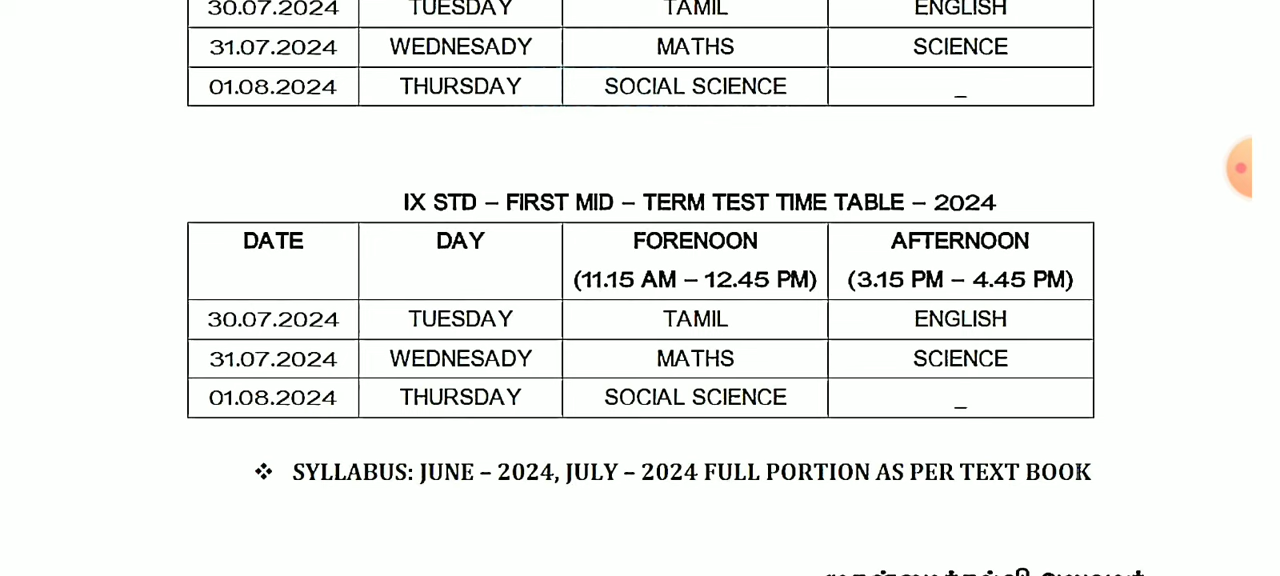 30.07.2024 TUESDAY TAMIL ENGLISH
31.07.2024 WEDNESADY MATHS SCIENCE
01.08.2024 THURSDAY SOCIAL SCIENCE _
IX STD – FIRST MID – TERM TEST TIME TABLE – 2024
DATE DAY FORENOON AFTERNOON
(11.15 AM – 12.45 PM) (3.15 PM – 4.45 PM)
30.07.2024 TUESDAY TAMIL ENGLISH
31.07.2024 WEDNESADY MATHS SCIENCE
01.08.2024 THURSDAY SOCIAL SCIENCE _
❖ SYLLABUS: JUNE – 2024, JULY – 2024 FULL PORTION AS PER TEXT BOOK